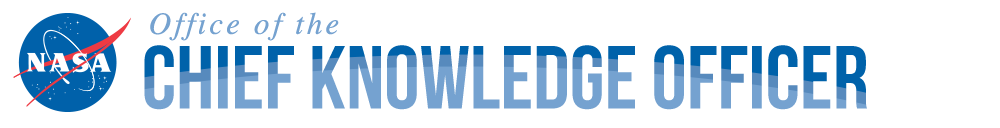 NASA
Office of the
CHIEF KNOWLEDGE OFFICER